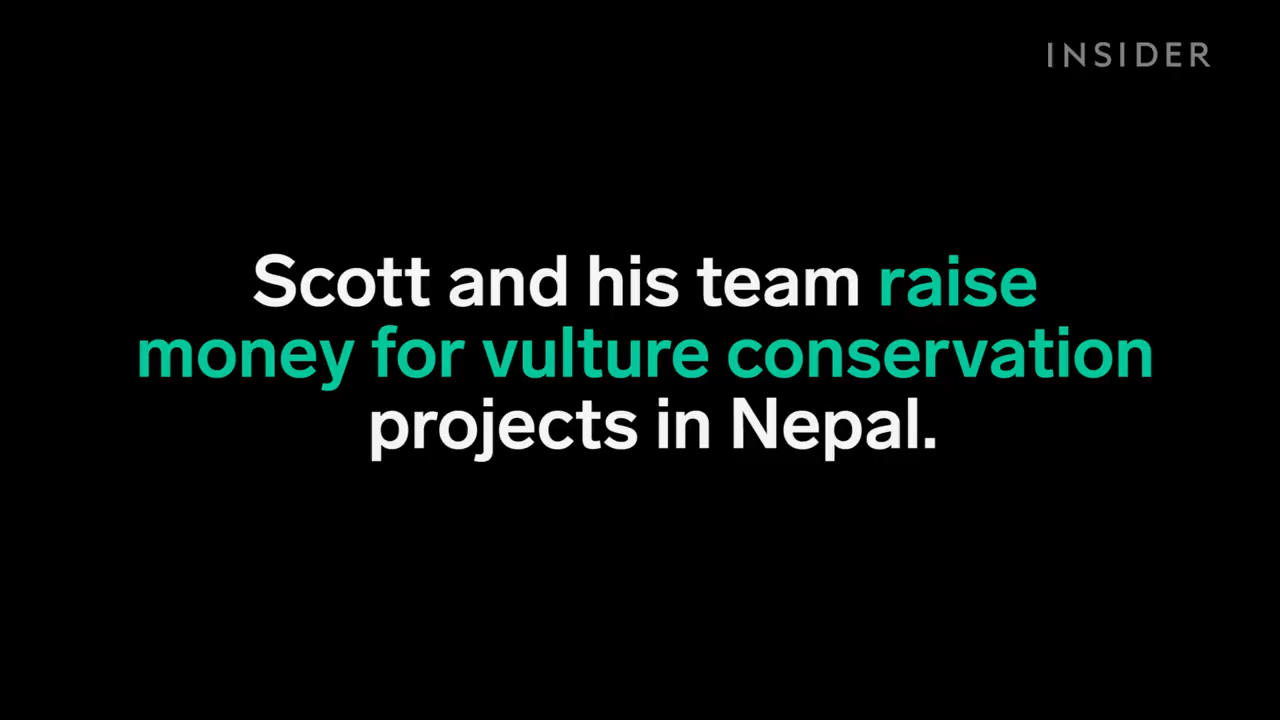 INSIDER
Scott and his team raise
money for vulture conservation
projects in Nepal.